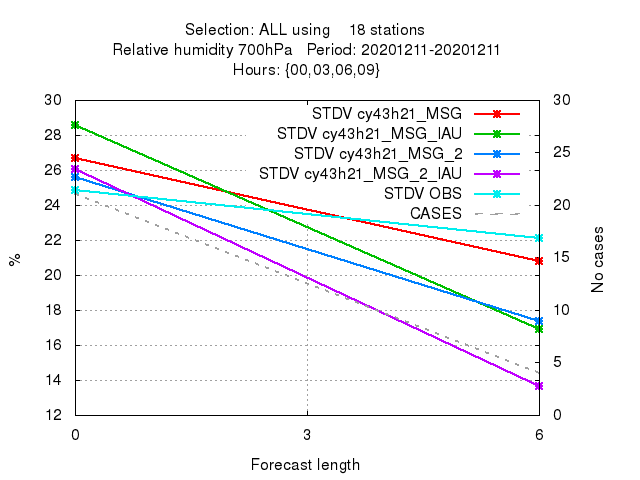 Selection: ALL using 18 stations
Relative humidity 700hPa Period: 20201211-20201211
Hours: {00,03,06,09}
STDV cy43h21_MSG
STDV cy43h21_MSG_IAU
STDV cy43h21_MSG_2
STDV cy43h21_MSG_2_IAU
STDV OBS
CASES
30
28
26
24
22
20
18
16
14
12
%
30
25
20
15
10
5
0
No cases
0 3 6
Forecast length